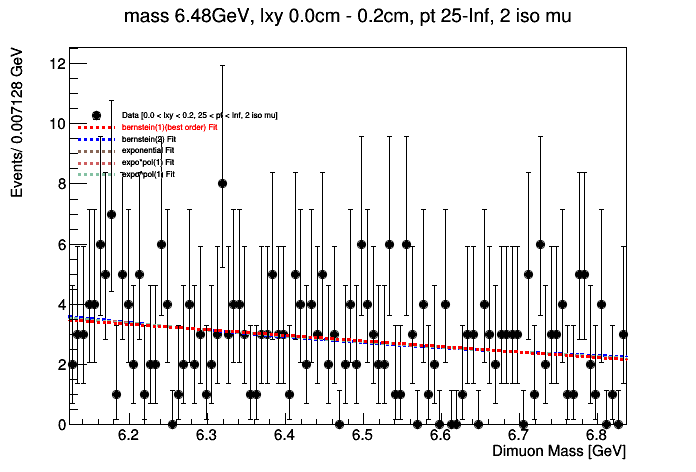 mass 6.48GeV, lxy 0.0cm - 0.2cm, pt 25-Inf, 2 iso mu
Events/ 0.007128 GeV
12
10
8
6
4
2
0
Data [0.0 < lxy < 0.2, 25 < pt < Inf, 2 iso mu]
bernstein(1)(best order) Fit
bernstein(2) Fit
exponential Fit
expo*pol(1) Fit
expo*pol(1) Fit
6.2 6.3 6.4 6.5 6.6 6.7 6.8
Dimuon Mass [GeV]